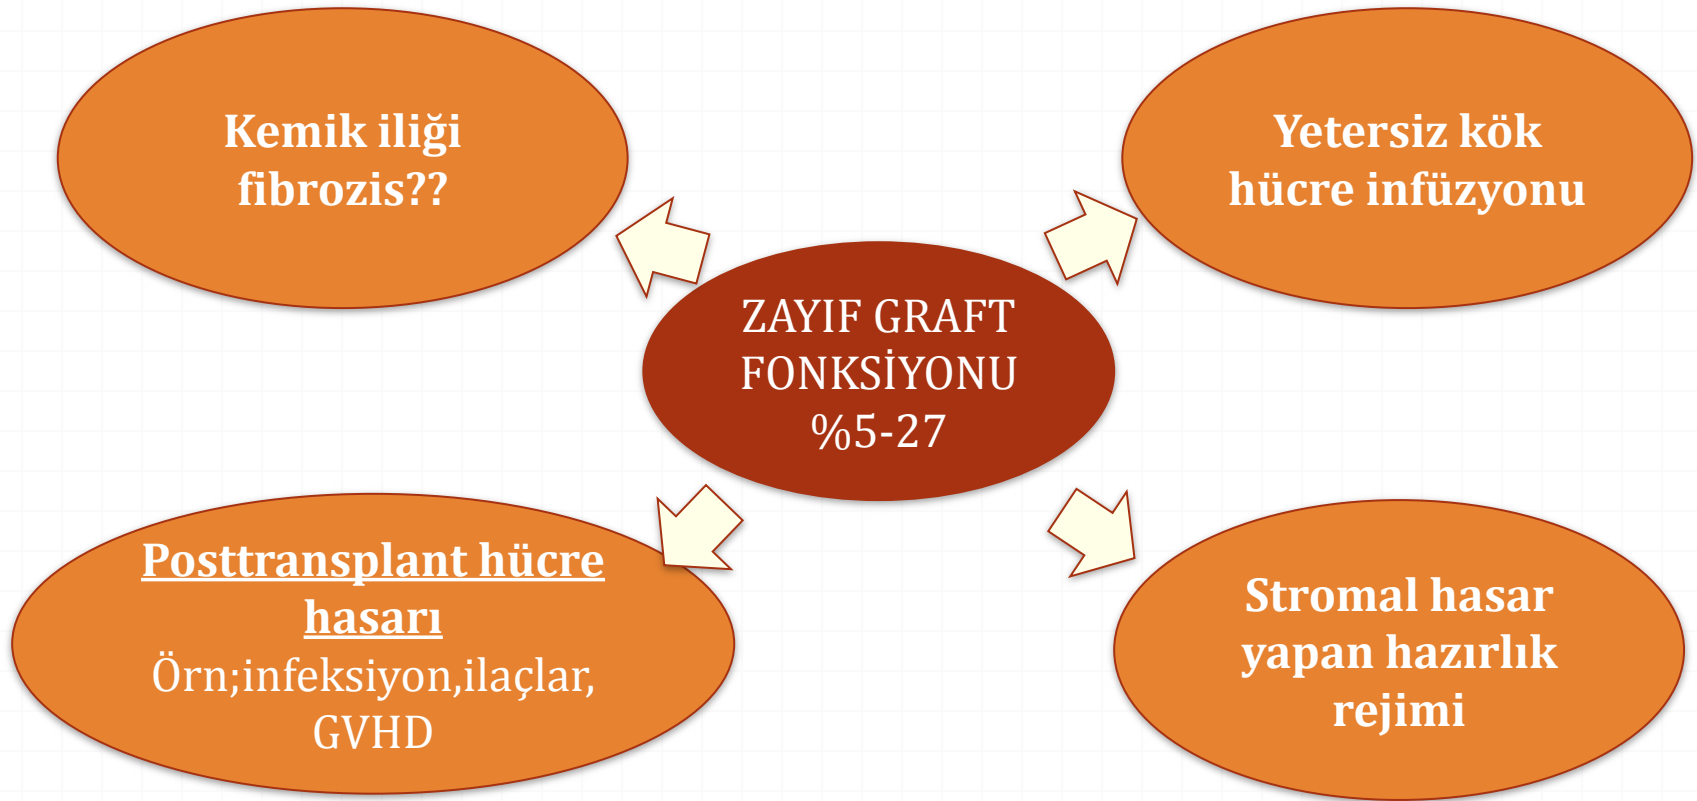 Kemik iliği
fibrozis??
Yetersiz kök
hücre infüzyonu
ZAYIF GRAFT
FONKSİYONU
%5-27
Posttransplant hücre
hasarı
Örn;infeksiyon,ilaçlar,
GVHD
Stromal hasar
yapan hazırlık
rejimi